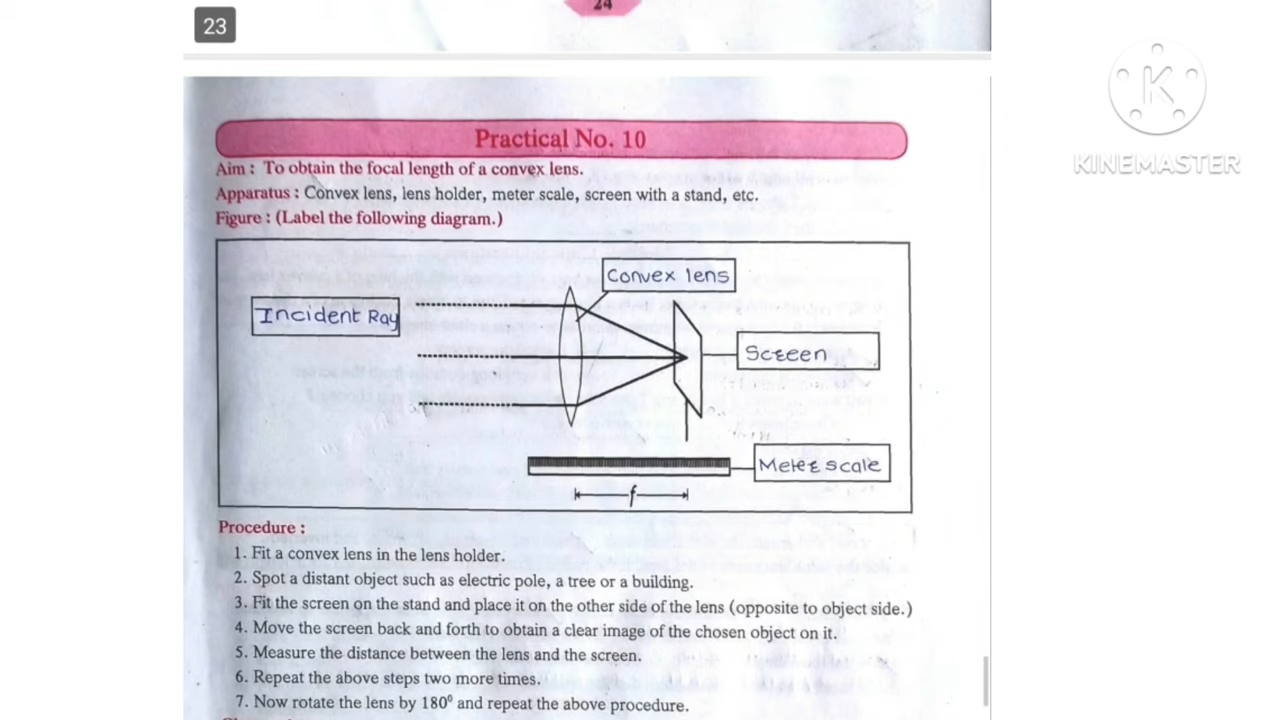 24
23
KINEMASTER
Practical No. 10
Aim : To obtain the focal length of a convex lens.
Apparatus : Convex lens, lens holder, meter scale, screen with a stand, etc.
Figure : (Label the following diagram.)
Convex lens
Incident Ray
Screen
Meter scale
f
Procedure :
1. Fit a convex lens in the lens holder.
2. Spot a distant object such as electric pole, a tree or a building.
3. Fit the screen on the stand and place it on the other side of the lens (opposite to object side.)
4. Move the screen back and forth to obtain a clear image of the chosen object on it.
5. Measure the distance between the lens and the screen.
6. Repeat the above steps two more times.
7. Now rotate the lens by 180⁰ and repeat the above procedure.